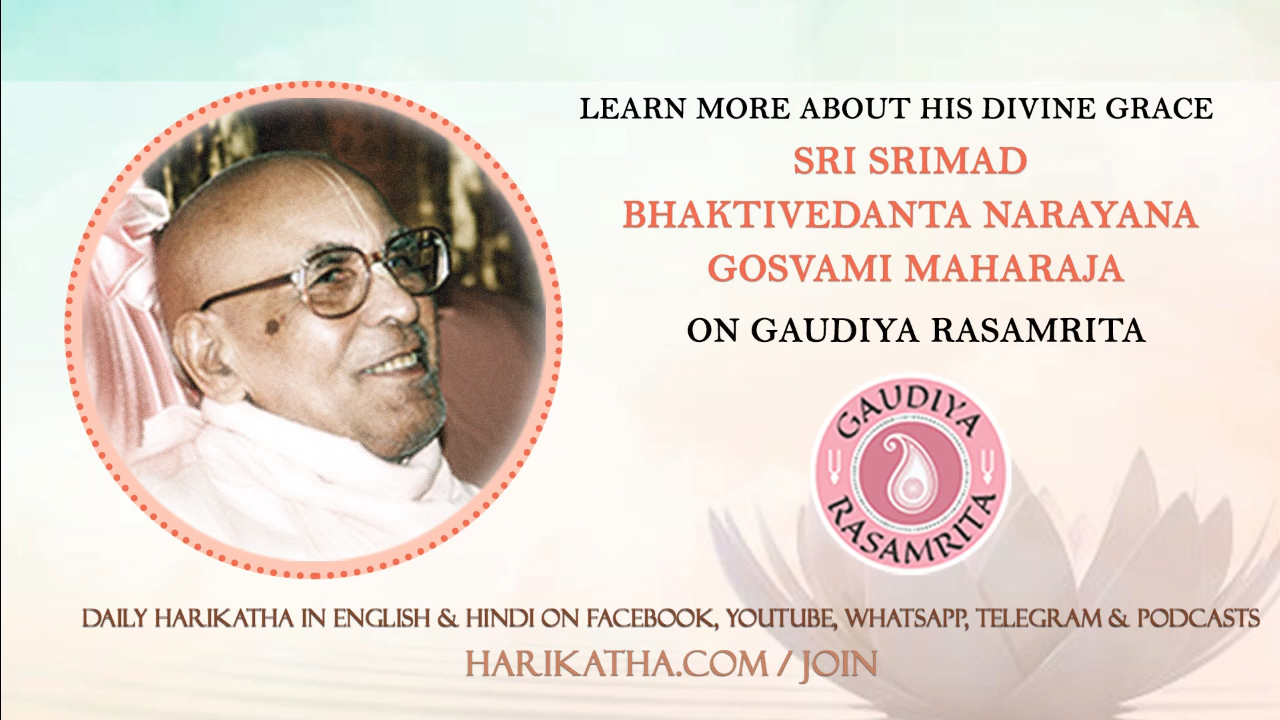 LEARN MORE ABOUT HIS DIVINE GRACE
SRI SRIMAD
BHAKTIVEDANTA NARAYANA
GOSVAMI MAHARAJA
ON GAUDIYA RASAMRITA
GAUDIYA
RASAMRITA
DAILY HARIKATHA IN ENGLISH & HINDI ON FACEBOOK, YOUTUBE, WHATSAPP, TELEGRAM & PODCASTS
HARIKATHA.COM / JOIN